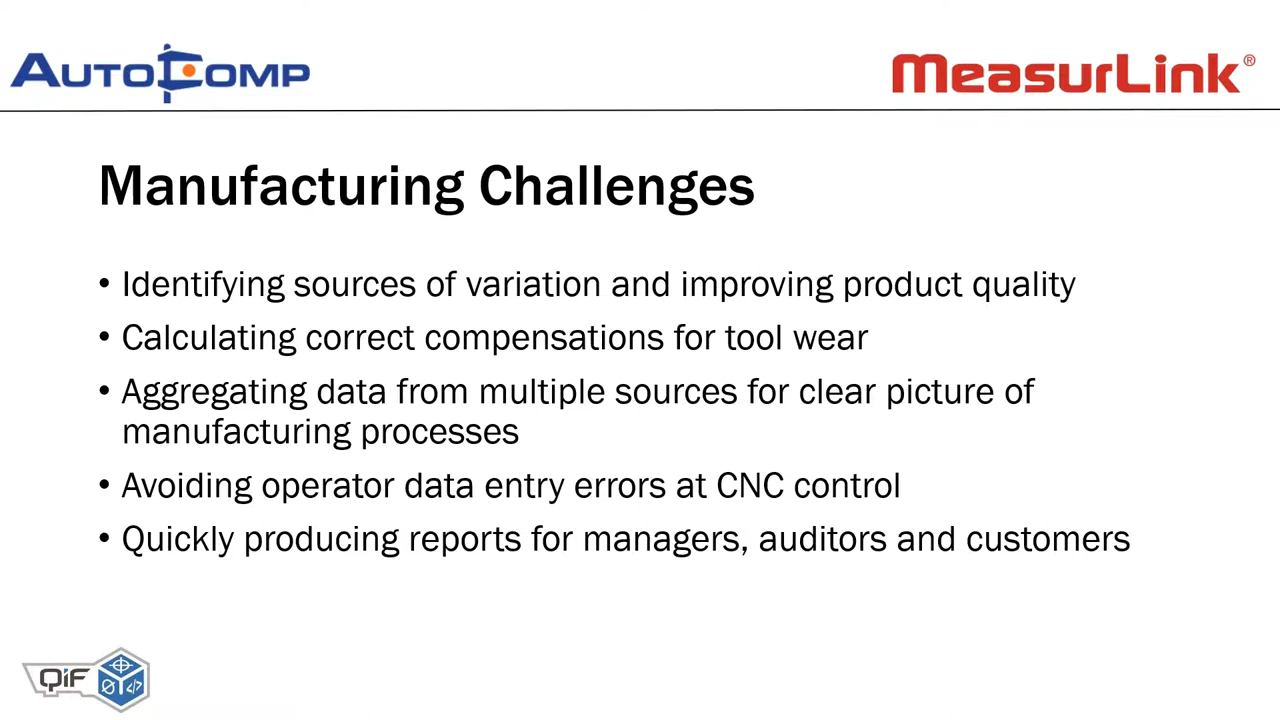 AUTOCOMP
MEASURLINK®
Manufacturing Challenges
• Identifying sources of variation and improving product quality
• Calculating correct compensations for tool wear
• Aggregating data from multiple sources for clear picture of
manufacturing processes
• Avoiding operator data entry errors at CNC control
• Quickly producing reports for managers, auditors and customers
QiF